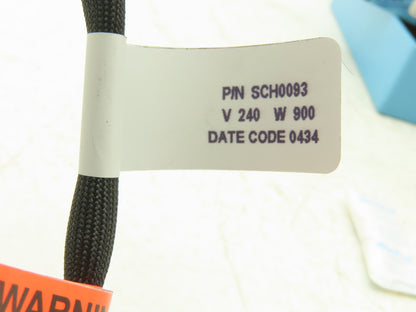 P/N SCH0093
V 240 W 900
DATE CODE 0434